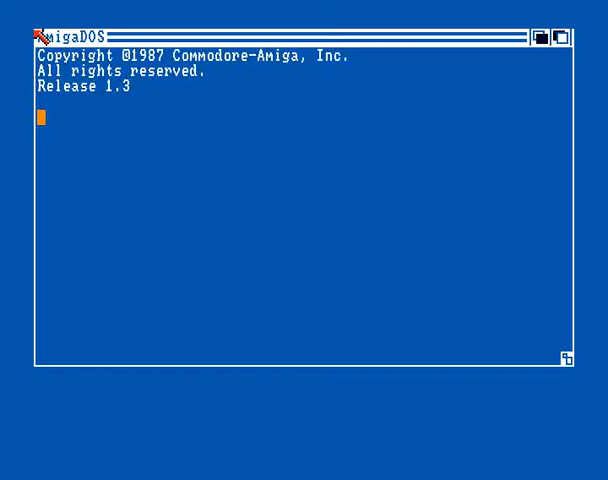 AmigaDOS
Copyright @1987 Commodore-Amiga, Inc.
All rights reserved.
Release 1.3